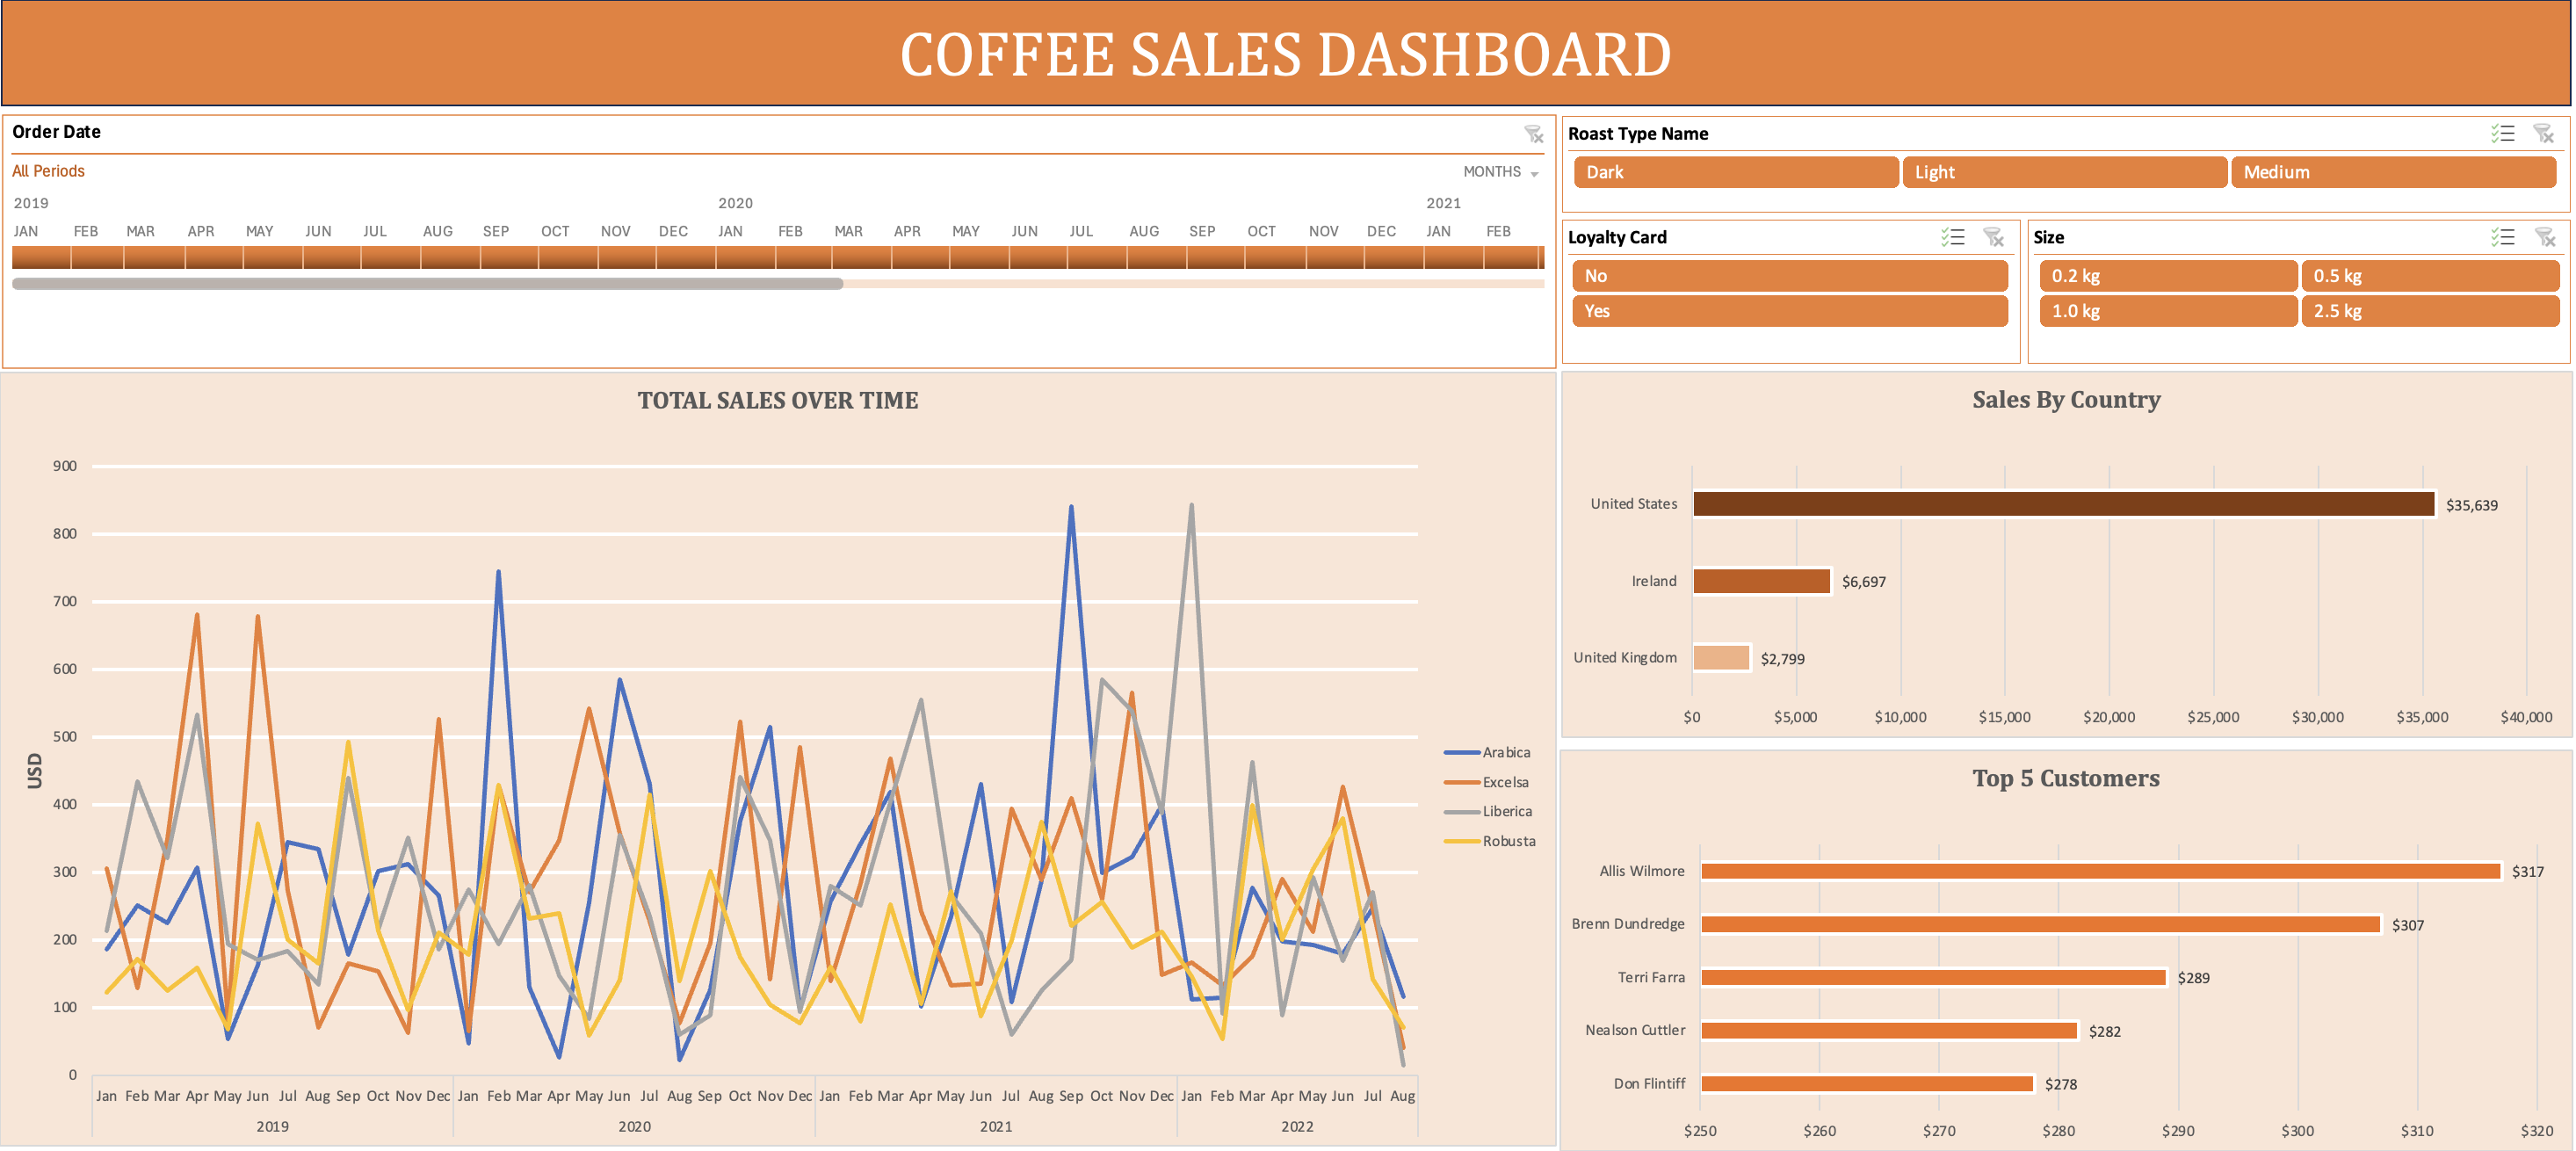 COFFEE SALES DASHBOARD
Order Date
All Periods
MONTHS
2019 2020 2021
JAN FEB MAR APR MAY JUN JUL AUG SEP OCT NOV DEC JAN FEB MAR APR MAY JUN JUL AUG SEP OCT NOV DEC JAN FEB
Roast Type Name
Dark Light Medium
Loyalty Card
No
Yes
Size
0.2 kg 0.5 kg
1.0 kg 2.5 kg
TOTAL SALES OVER TIME
900
800
700
600
500
400
300
200
100
0
USD
Jan Feb Mar Apr May Jun Jul Aug Sep Oct Nov Dec Jan Feb Mar Apr May Jun Jul Aug Sep Oct Nov Dec Jan Feb Mar Apr May Jun Jul Aug Sep Oct Nov Dec Jan Feb Mar Apr May Jun Jul Aug
2019 2020 2021 2022
Arabica
Excelsa
Liberica
Robusta
Sales By Country
United States $35,639
Ireland $6,697
United Kingdom $2,799
$0 $5,000 $10,000 $15,000 $20,000 $25,000 $30,000 $35,000 $40,000
Top 5 Customers
Allis Wilmore $317
Brenn Dundredge $307
Terri Farra $289
Nealson Cuttler $282
Don Flintiff $278
$250 $260 $270 $280 $290 $300 $310 $320